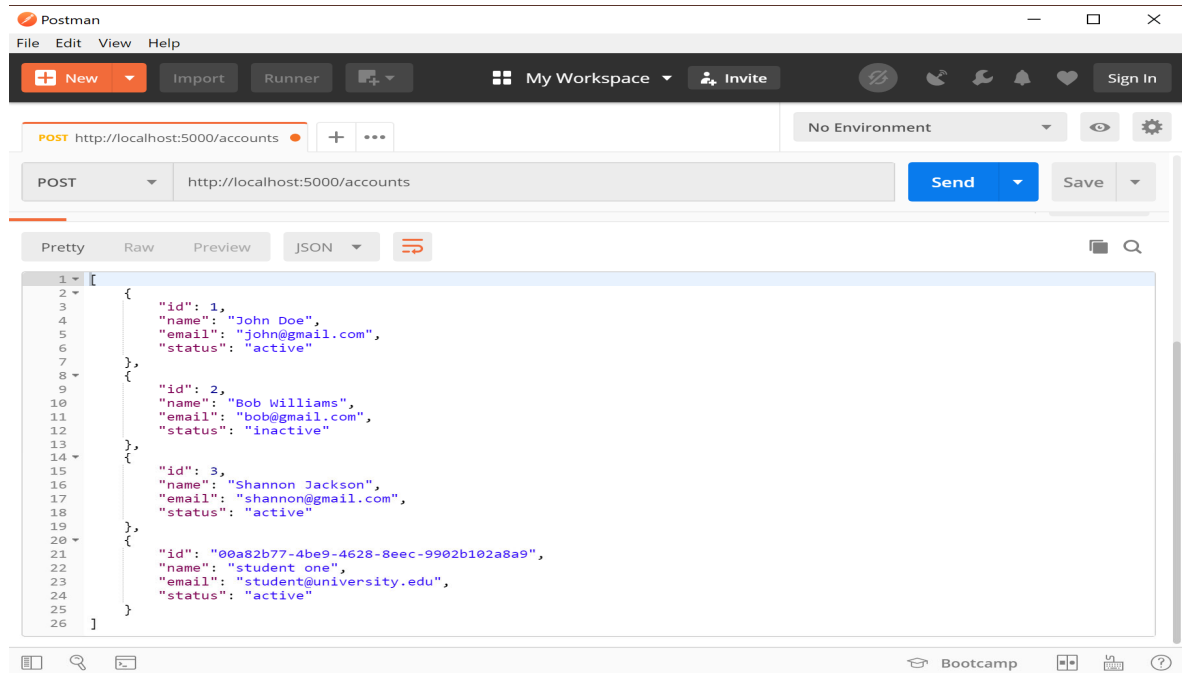 Postman
File Edit View Help
New Import Runner My Workspace Invite Sign In
POST http://localhost:5000/accounts No Environment
POST http://localhost:5000/accounts Send Save
Pretty Raw Preview JSON
1 [
2 {
3 "id": 1,
4 "name": "John Doe",
5 "email": "john@gmail.com",
6 "status": "active"
7 },
8 {
9 "id": 2,
10 "name": "Bob Williams",
11 "email": "bob@gmail.com",
12 "status": "inactive"
13 },
14 {
15 "id": 3,
16 "name": "Shannon Jackson",
17 "email": "shannon@gmail.com",
18 "status": "active"
19 },
20 {
21 "id": "00a82b77-4be9-4628-8eec-9902b102a8a9",
22 "name": "student one",
23 "email": "student@university.edu",
24 "status": "active"
25 }
26 ]
Bootcamp